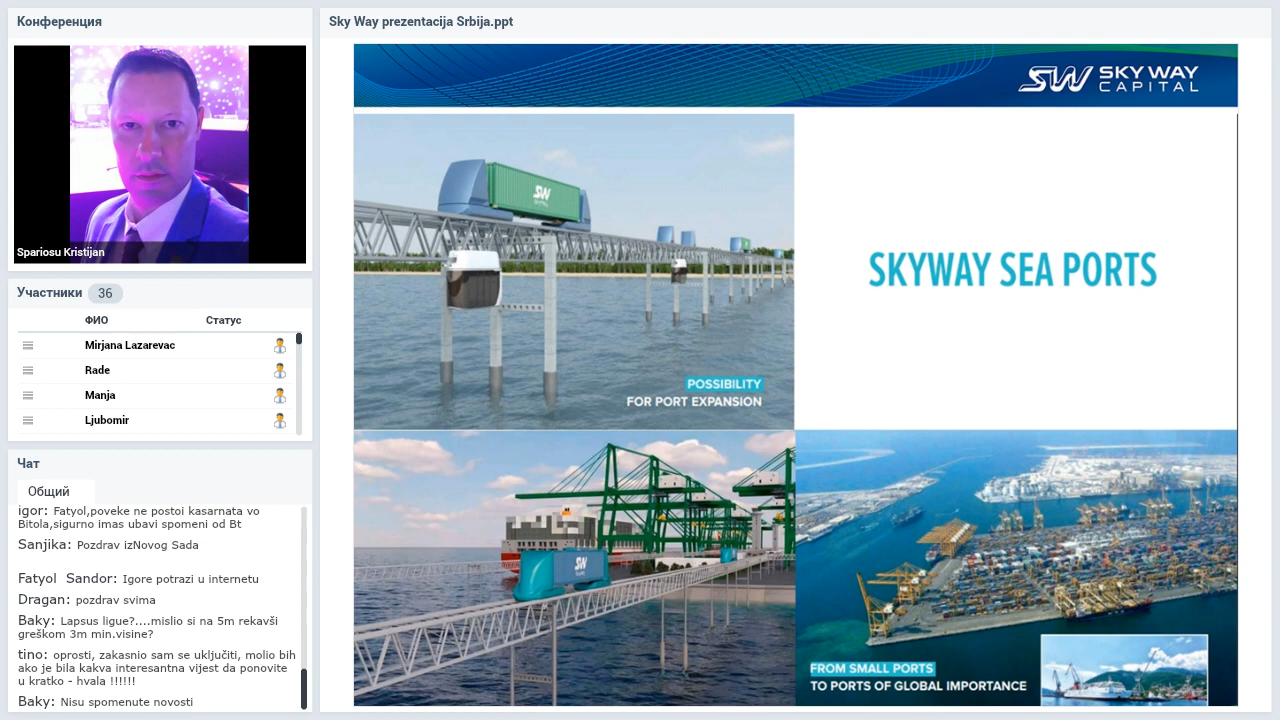 Конференция
Spariosu Kristijan
Участники 36
ФИО Статус
Mirjana Lazarevac
Rade
Manja
Ljubomir
Чат
Общий
igor: Fatyol,poveke ne postoi kasarnata vo
Bitola,sigurno imas ubavi spomeni od Bt
Sanjika: Pozdrav izNovog Sada
Fatyol Sandor: Igore potrazi u internetu
Dragan: pozdrav svima
Baky: Lapsus ligue?....mislio si na 5m rekavši
greškom 3m min.visine?
tino: oprosti, zakasnio sam se uključiti, molio bih
ako je bila kakva interesantna vijest da ponovite
u kratko - hvala !!!!!!
Baky: Nisu spomenute novosti
Sky Way prezentacija Srbija.ppt
SW SKY WAY
CAPITAL
SW
POSSIBILITY
FOR PORT EXPANSION
SKYWAY SEA PORTS
SW
FROM SMALL PORTS
TO PORTS OF GLOBAL IMPORTANCE